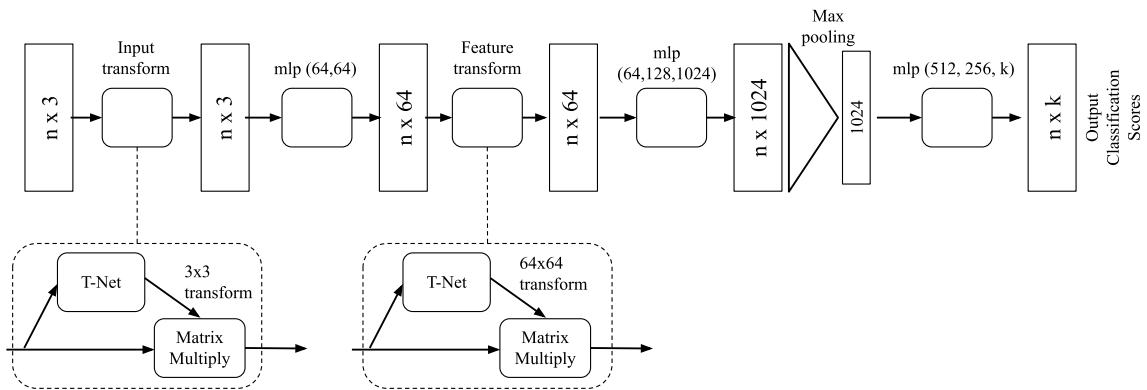 n x 3
Input
transform
n x 3
mlp (64,64)
n x 64
Feature
transform
n x 64
mlp
(64,128,1024)
n x 1024
Max
pooling
1024
mlp (512, 256, k)
n x k
Output
Classification
Scores
T-Net
3x3
transform
Matrix
Multiply
T-Net
64x64
transform
Matrix
Multiply